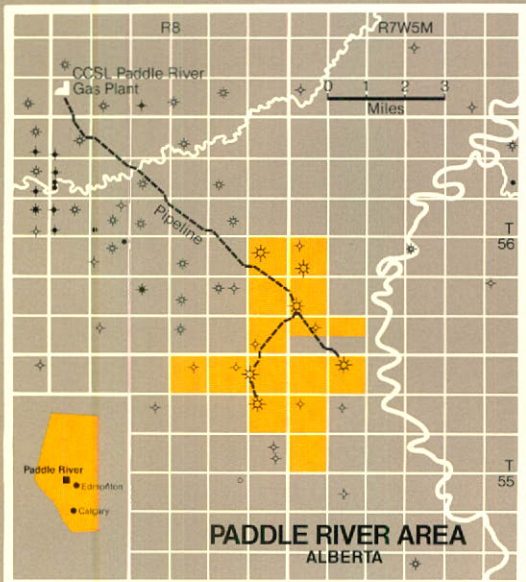 R8
R7W5M
CCSL Paddle River
Gas Plant
0 1 2 3
Miles
Pipeline
T
56
Paddle River
Edmonton
Calgary
T
55
PADDLE RIVER AREA
ALBERTA